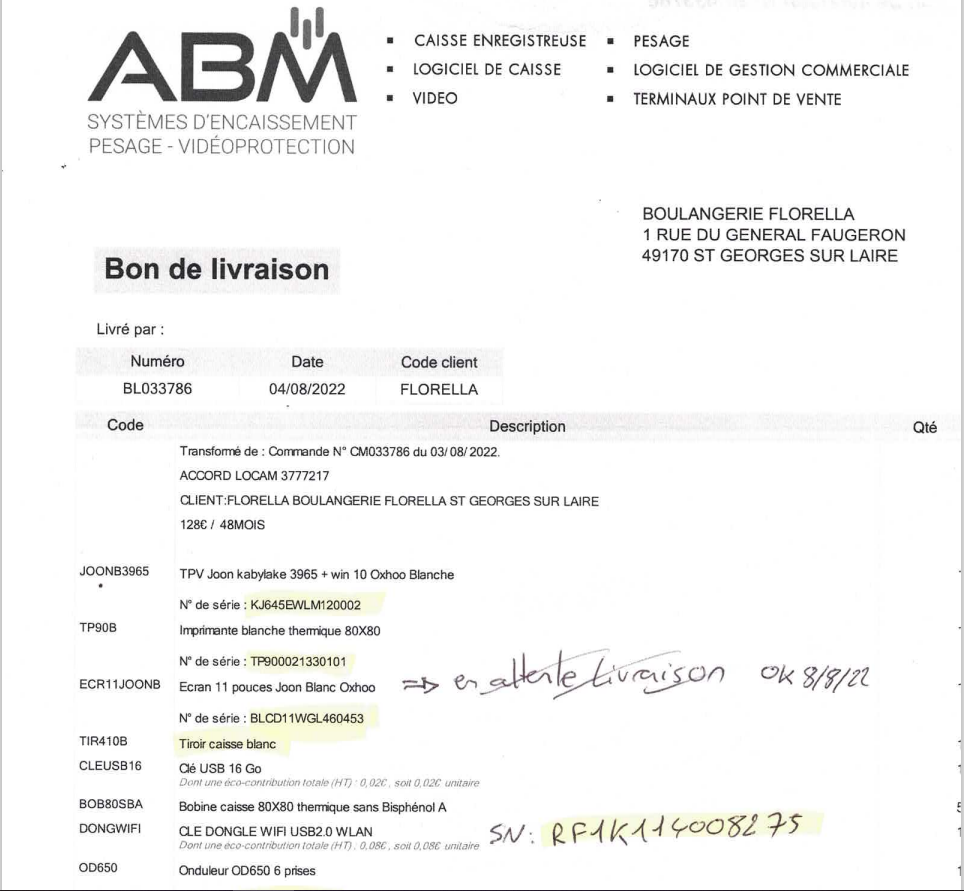 ABM
SYSTÈMES D'ENCAISSEMENT
PESAGE - VIDÉOPROTECTION
▪ CAISSE ENREGISTREUSE ▪ PESAGE
▪ LOGICIEL DE CAISSE ▪ LOGICIEL DE GESTION COMMERCIALE
▪ VIDEO ▪ TERMINAUX POINT DE VENTE
BOULANGERIE FLORELLA
1 RUE DU GENERAL FAUGERON
49170 ST GEORGES SUR LAIRE
Bon de livraison
Livré par :
Numéro Date Code client
BL033786 04/08/2022 FLORELLA
Code Description Qté
Transformé de : Commande N° CM033786 du 03/08/2022.
ACCORD LOCAM 3777217
CLIENT:FLORELLA BOULANGERIE FLORELLA ST GEORGES SUR LAIRE
128€ / 48MOIS
JOONB3965 TPV Joon kabylake 3965 + win 10 Oxhoo Blanche
N° de série : KJ645EWLM120002
TP90B Imprimante blanche thermique 80X80
N° de série : TP900021330101
ECR11JOONB Ecran 11 pouces Joon Blanc Oxhoo => en attente Livraison OK 8/8/22
N° de série : BLCD11WGL460453
TIR410B Tiroir caisse blanc
CLEUSB16 Clé USB 16 Go
Dont une éco-contribution totale (HT) : 0,02€, soit 0,02€ unitaire
BOB80SBA Bobine caisse 80X80 thermique sans Bisphénol A
DONGWIFI CLE DONGLE WIFI USB2.0 WLAN SN: RF1K114008275
Dont une éco-contribution totale (HT) : 0,08€, soit 0,08€ unitaire
OD650 Onduleur OD650 6 prises